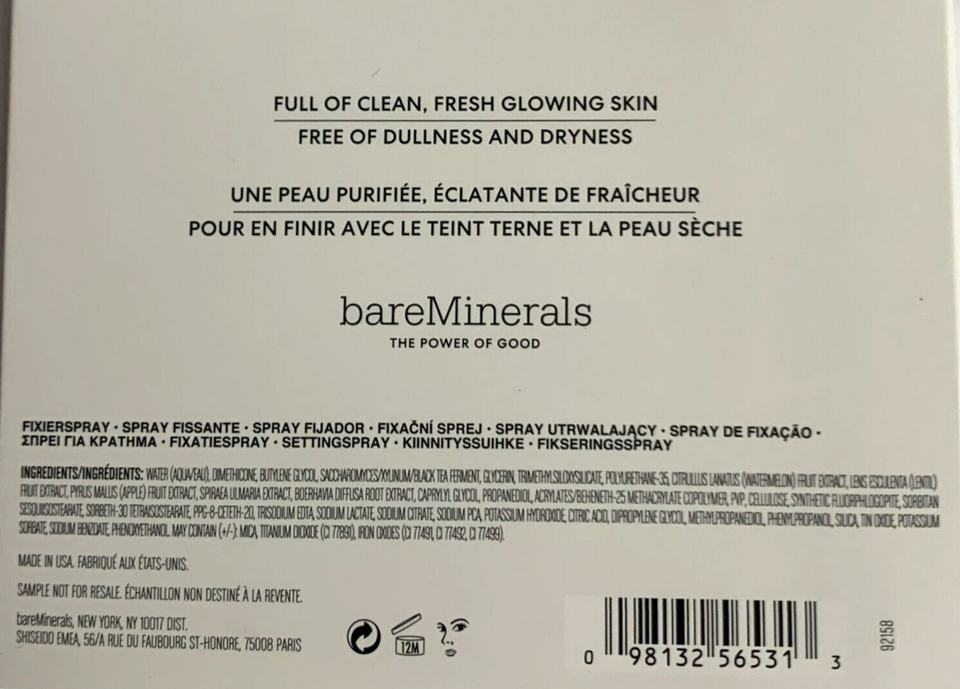 FULL OF CLEAN, FRESH GLOWING SKIN
FREE OF DULLNESS AND DRYNESS
UNE PEAU PURIFIÉE, ÉCLATANTE DE FRAÎCHEUR
POUR EN FINIR AVEC LE TEINT TERNE ET LA PEAU SÈCHE
bareMinerals
THE POWER OF GOOD
FIXIERSPRAY · SPRAY FISSANTE · SPRAY FIJADOR · FIXAČNÍ SPREJ · SPRAY UTRWALAJĄCY · SPRAY DE FIXAÇÃO ·
ΣΠΡΕΙ ΓΙΑ ΚΡΑΤΗΜΑ · FIXATIESPRAY · SETTINGSPRAY · KIINNITYSSUIHKE · FIKSERINGSSPRAY
INGREDIENTS/INGRÉDIENTS: WATER (AQUA/EAU), DIMETHICONE, BUTYLENE GLYCOL, SACCHAROMYCES/XYLINUM/BLACK TEA FERMENT, GLYCERIN, TRIMETHYLSILOXYSILICATE, POLYURETHANE-35, CITRULLUS LANATUS (WATERMELON) FRUIT EXTRACT, LENS ESCULENTA (LENTIL)
FRUIT EXTRACT, PYRUS MALUS (APPLE) FRUIT EXTRACT, SPIRAEA ULMARIA EXTRACT, BOERHAVIA DIFFUSA ROOT EXTRACT, CAPRYLYL GLYCOL, PROPANEDIOL, ACRYLATES/BEHENETH-25 METHACRYLATE COPOLYMER, PVP, CELLULOSE, SYNTHETIC FLUORPHLOGOPITE, SORBITAN
SESQUIISOSTEARATE, SORBETH-30 TETRAISOSTEARATE, PPG-8-CETETH-20, TRISODIUM EDTA, SODIUM LACTATE, SODIUM CITRATE, SODIUM PCA, POTASSIUM HYDROXIDE, CITRIC ACID, DIPROPYLENE GLYCOL, METHYLPROPANEDIOL, PHENYLPROPANOL, SILICA, TIN OXIDE, POTASSIUM
SORBATE, SODIUM BENZOATE, PHENOXYETHANOL. MAY CONTAIN (+/-): MICA, TITANIUM DIOXIDE (CI 77891), IRON OXIDES (CI 77491, CI 77492, CI 77499).
MADE IN USA. FABRIQUÉ AUX ÉTATS-UNIS.
SAMPLE NOT FOR RESALE. ÉCHANTILLON NON DESTINÉ À LA REVENTE.
bareMinerals, NEW YORK, NY 10017 DIST.
SHISEIDO EMEA, 56/A RUE DU FAUBOURG ST-HONORE, 75008 PARIS
12M
0 98132 56531 3
92158